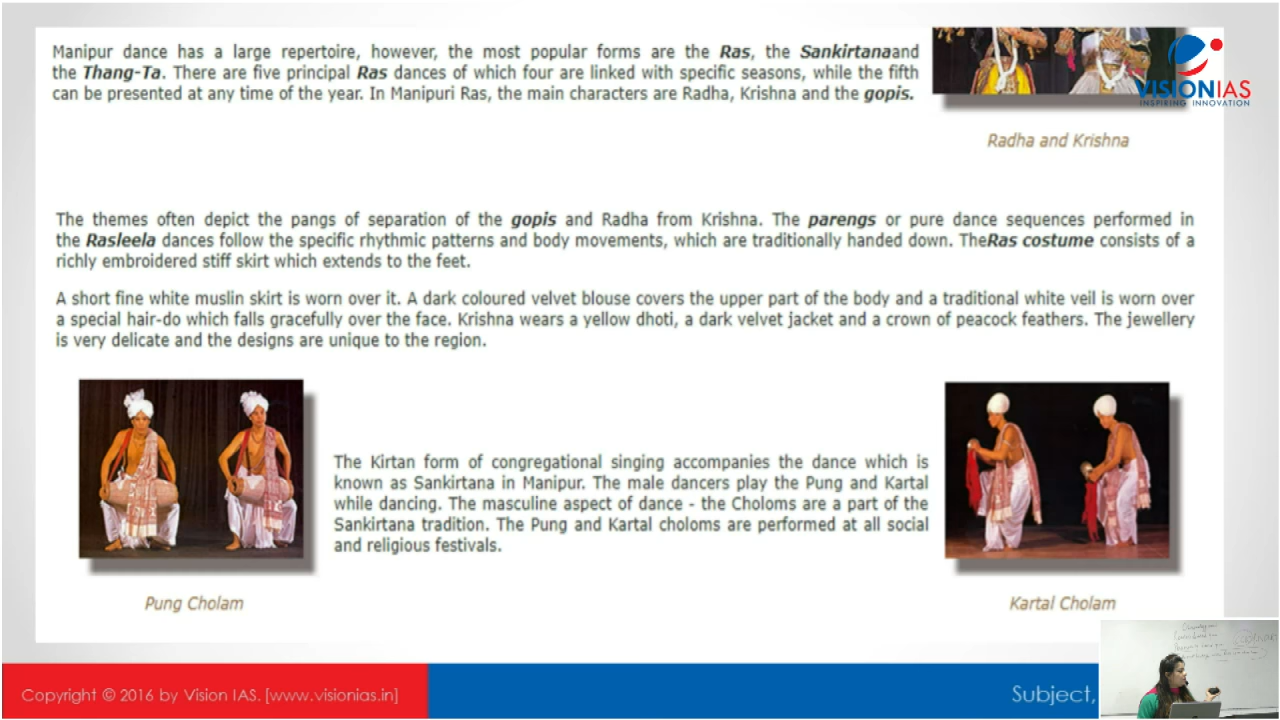 Manipur dance has a large repertoire, however, the most popular forms are the Ras, the Sankirtanaand
the Thang-Ta. There are five principal Ras dances of which four are linked with specific seasons, while the fifth
can be presented at any time of the year. In Manipuri Ras, the main characters are Radha, Krishna and the gopis.
VISIONIAS
INSPIRING INNOVATION
Radha and Krishna
The themes often depict the pangs of separation of the gopis and Radha from Krishna. The parengs or pure dance sequences performed in
the Rasleela dances follow the specific rhythmic patterns and body movements, which are traditionally handed down. TheRas costume consists of a
richly embroidered stiff skirt which extends to the feet.
A short fine white muslin skirt is worn over it. A dark coloured velvet blouse covers the upper part of the body and a traditional white veil is worn over
a special hair-do which falls gracefully over the face. Krishna wears a yellow dhoti, a dark velvet jacket and a crown of peacock feathers. The jewellery
is very delicate and the designs are unique to the region.
The Kirtan form of congregational singing accompanies the dance which is
known as Sankirtana in Manipur. The male dancers play the Pung and Kartal
while dancing. The masculine aspect of dance - the Choloms are a part of the
Sankirtana tradition. The Pung and Kartal choloms are performed at all social
and religious festivals.
Pung Cholam
Kartal Cholam
Copyright © 2016 by Vision IAS. [www.visionias.in]
Subject,